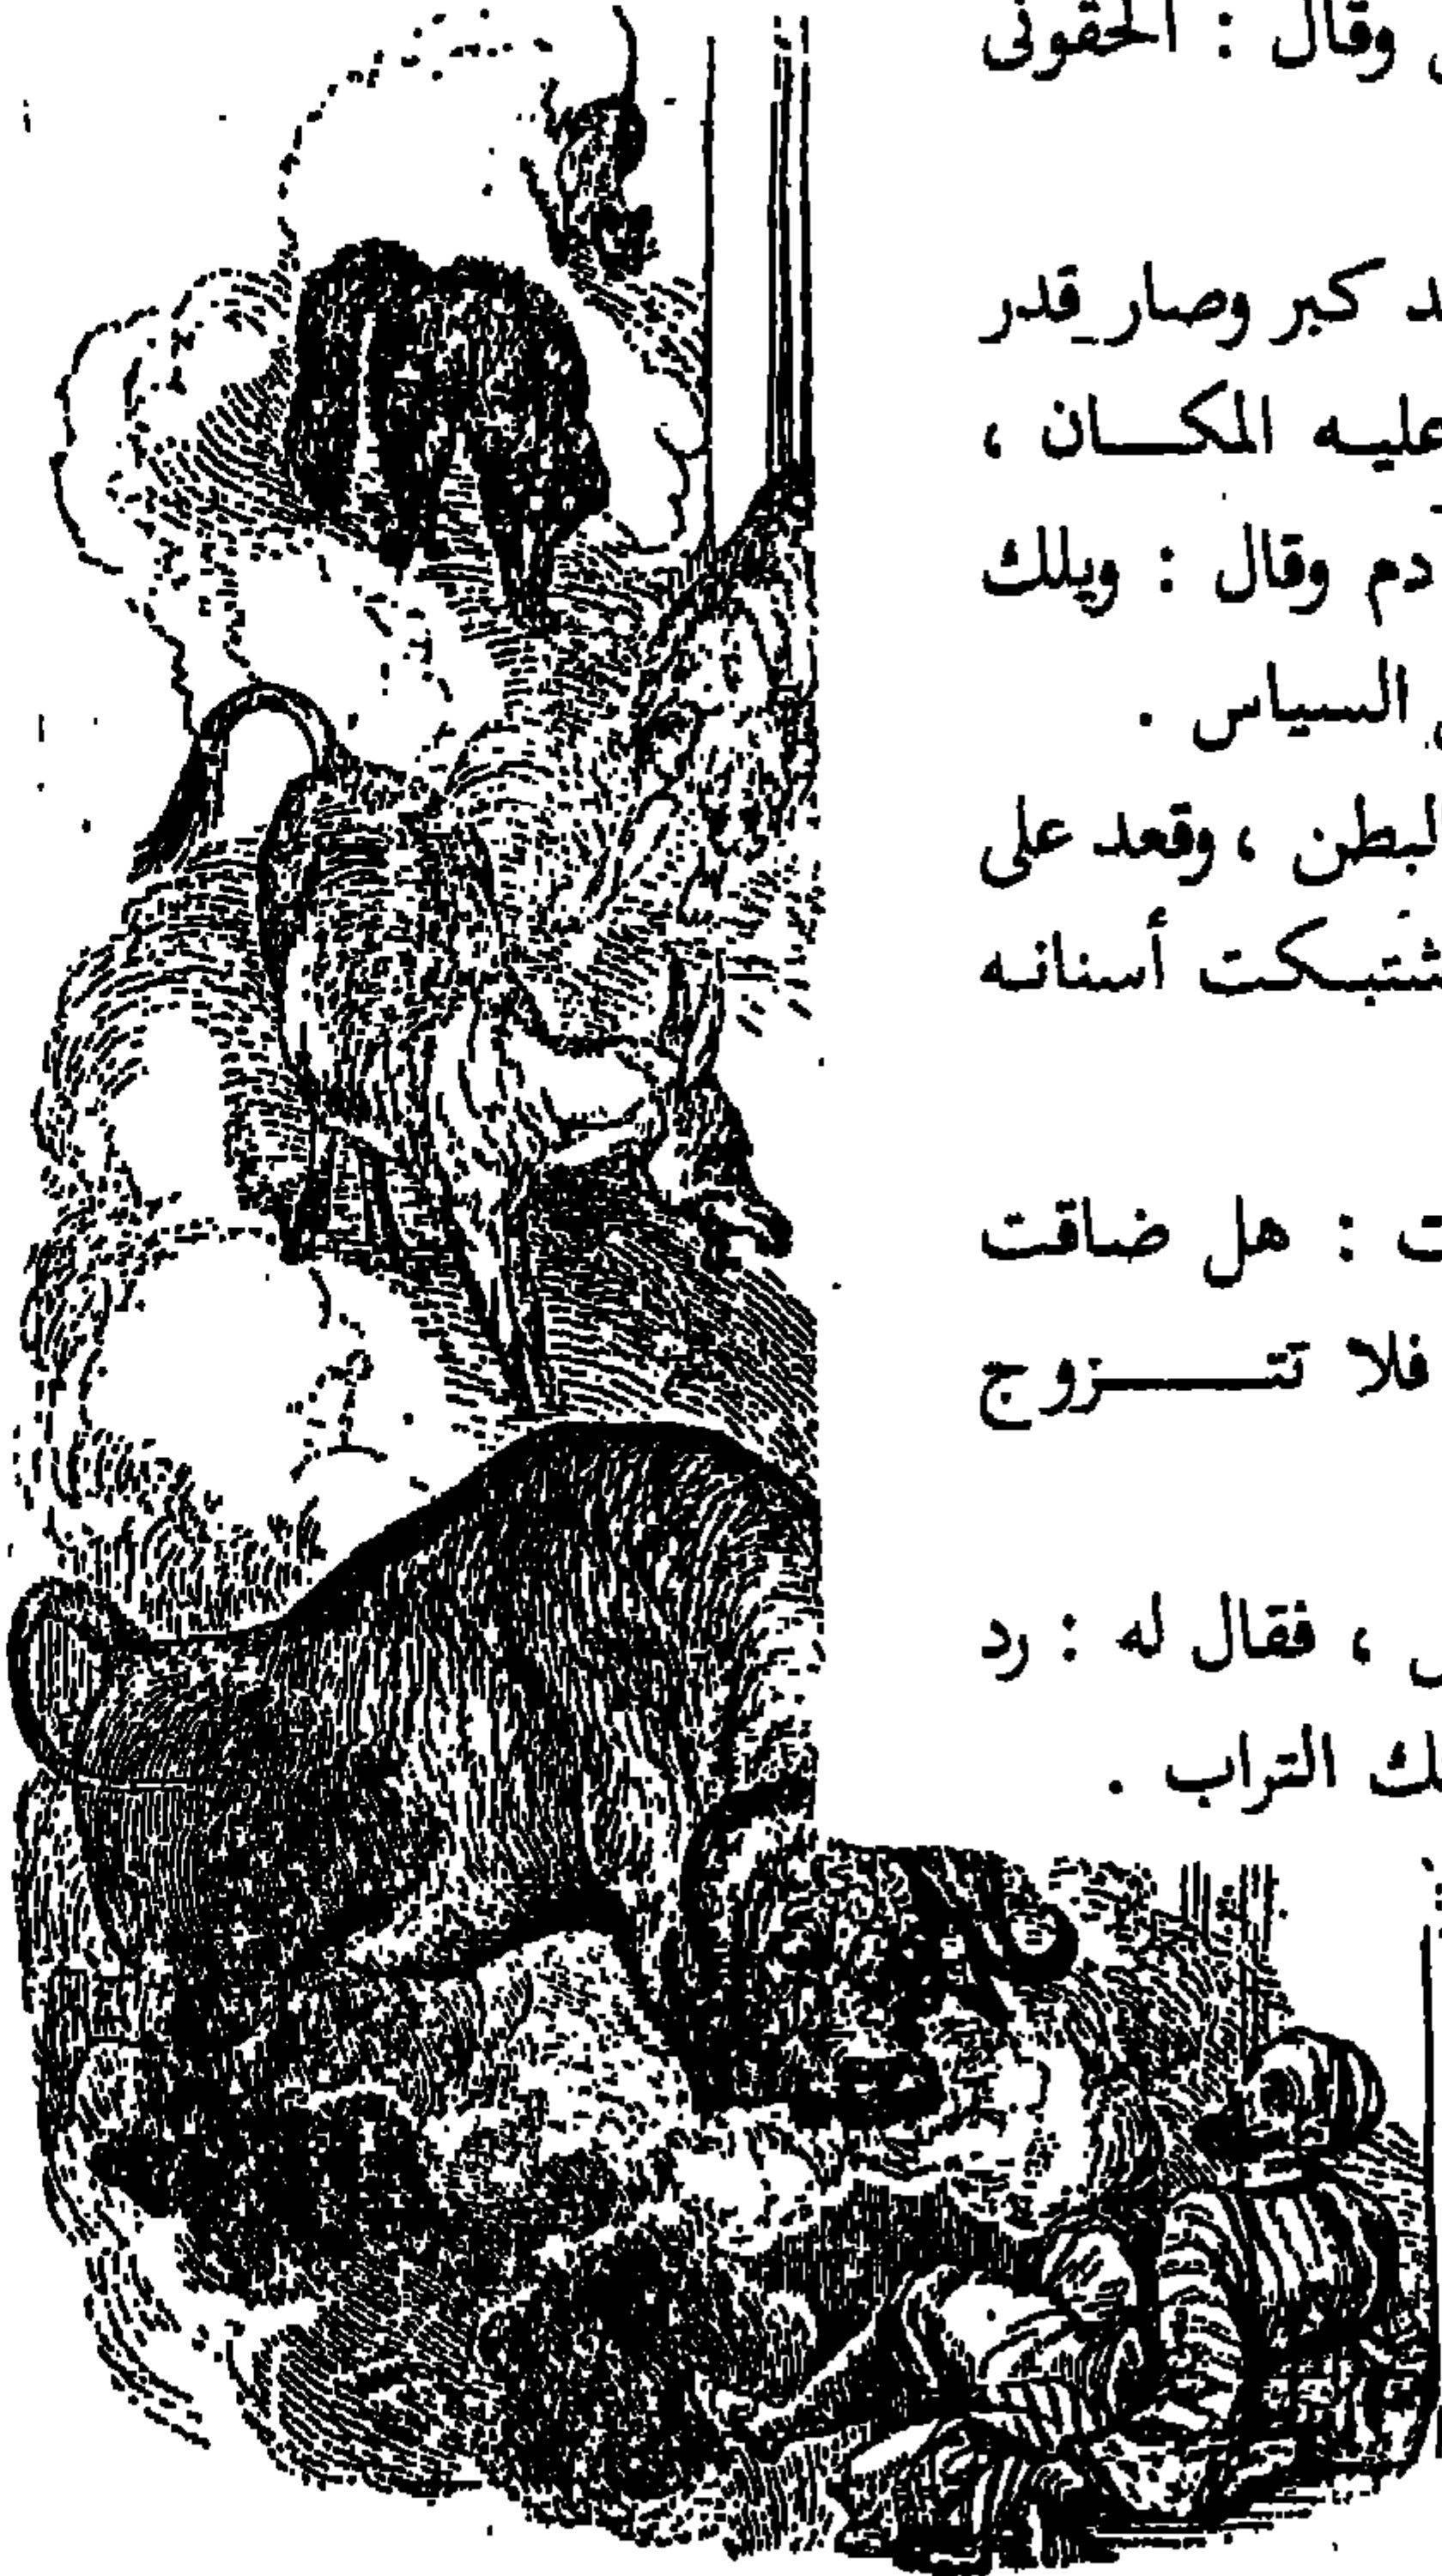 وقال : الحقونى
كبر وصار قدر
عليه المكان ،
دم وقال : ويلك
السياس .
لبطن ، وقعد على
شتبكت أسنانه
ت : هل ضاقت
فلا تتزوج
، فقال له : رد
لك التراب .